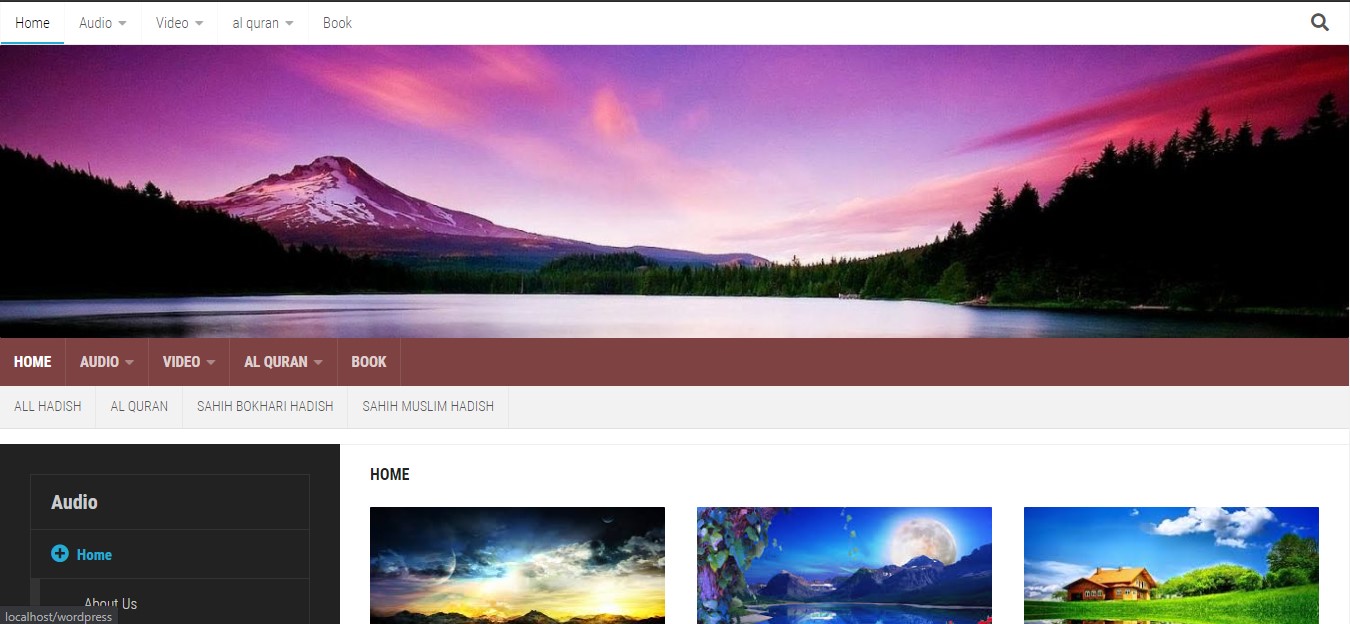 Home Audio Video al quran Book
HOME AUDIO VIDEO AL QURAN BOOK
ALL HADISH AL QURAN SAHIH BOKHARI HADISH SAHIH MUSLIM HADISH
HOME
Audio
Home
About Us
localhost/wordpress